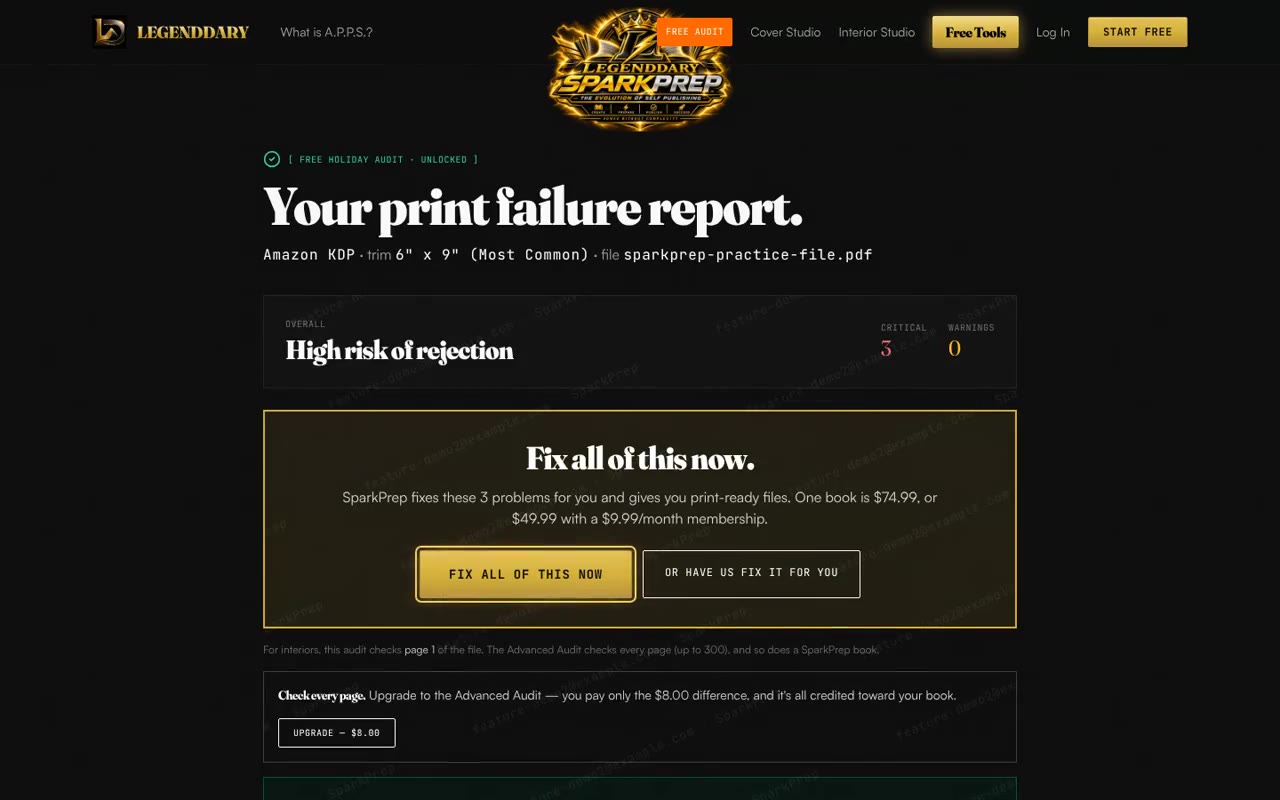 LEGENDDARY
What is A.P.P.S.?
LEGENDDARY
SPARKPREP
THE EVOLUTION OF SELF PUBLISHING
FREE AUDIT
Cover Studio
Interior Studio
Free Tools
Log In
START FREE
[ FREE HOLIDAY AUDIT · UNLOCKED ]
Your print failure report.
Amazon KDP · trim 6" x 9" (Most Common) · file sparkprep-practice-file.pdf
OVERALL
High risk of rejection
CRITICAL
3
WARNINGS
0
Fix all of this now.
SparkPrep fixes these 3 problems for you and gives you print-ready files. One book is $74.99, or
$49.99 with a $9.99/month membership.
FIX ALL OF THIS NOW
OR HAVE US FIX IT FOR YOU
For interiors, this audit checks page 1 of the file. The Advanced Audit checks every page (up to 300), and so does a SparkPrep book.
Check every page. Upgrade to the Advanced Audit — you pay only the $8.00 difference, and it's all credited toward your book.
UPGRADE — $8.00